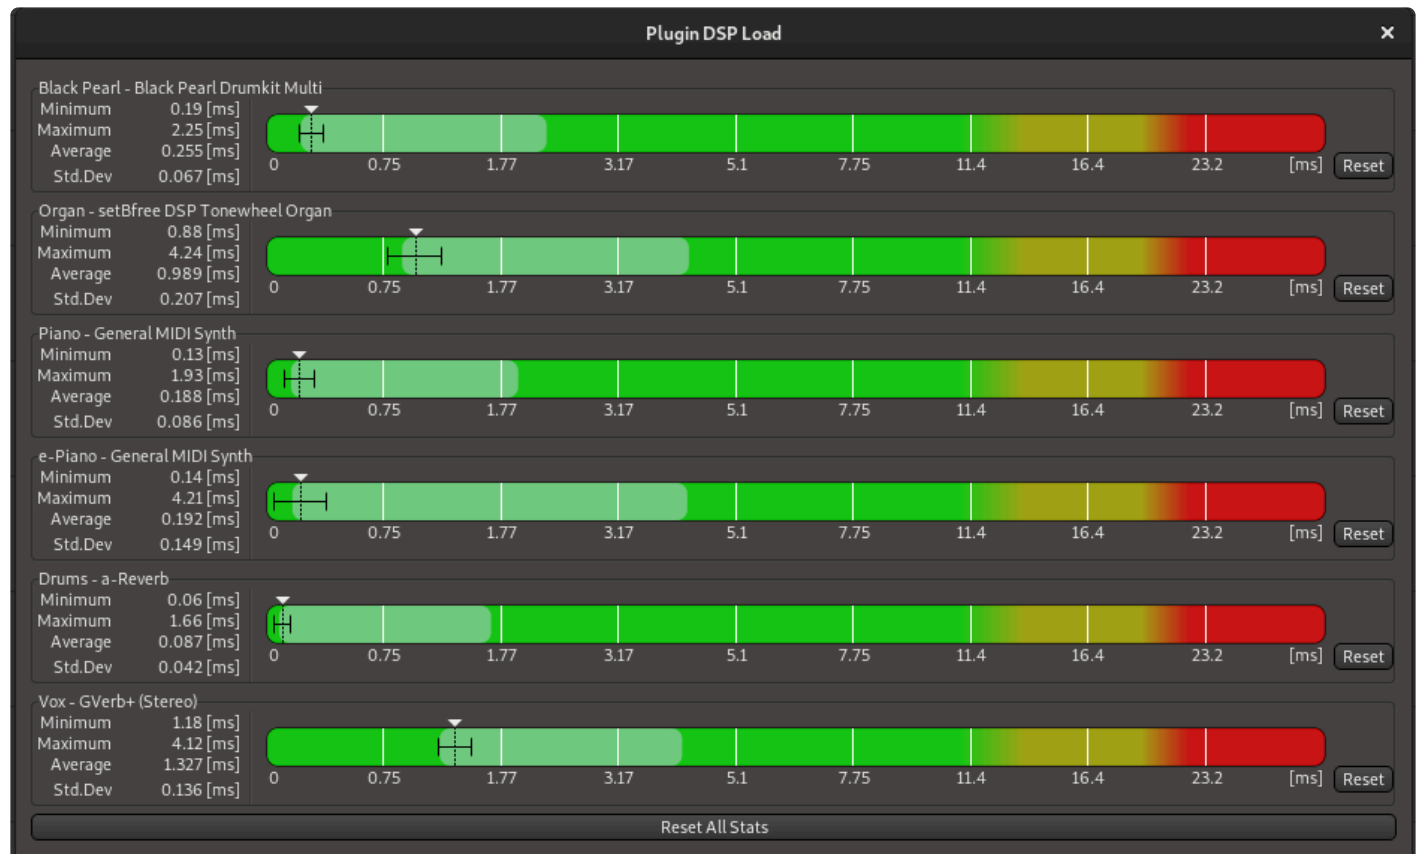 Plugin DSP Load
Black Pearl - Black Pearl Drumkit Multi
Minimum 0.19 [ms]
Maximum 2.25 [ms]
Average 0.255 [ms]
Std.Dev 0.067 [ms]
0 0.75 1.77 3.17 5.1 7.75 11.4 16.4 23.2 [ms] Reset
Organ - setBfree DSP Tonewheel Organ
Minimum 0.88 [ms]
Maximum 4.24 [ms]
Average 0.989 [ms]
Std.Dev 0.207 [ms]
0 0.75 1.77 3.17 5.1 7.75 11.4 16.4 23.2 [ms] Reset
Piano - General MIDI Synth
Minimum 0.13 [ms]
Maximum 1.93 [ms]
Average 0.188 [ms]
Std.Dev 0.086 [ms]
0 0.75 1.77 3.17 5.1 7.75 11.4 16.4 23.2 [ms] Reset
e-Piano - General MIDI Synth
Minimum 0.14 [ms]
Maximum 4.21 [ms]
Average 0.192 [ms]
Std.Dev 0.149 [ms]
0 0.75 1.77 3.17 5.1 7.75 11.4 16.4 23.2 [ms] Reset
Drums - a-Reverb
Minimum 0.06 [ms]
Maximum 1.66 [ms]
Average 0.087 [ms]
Std.Dev 0.042 [ms]
0 0.75 1.77 3.17 5.1 7.75 11.4 16.4 23.2 [ms] Reset
Vox - GVerb+ (Stereo)
Minimum 1.18 [ms]
Maximum 4.12 [ms]
Average 1.327 [ms]
Std.Dev 0.136 [ms]
0 0.75 1.77 3.17 5.1 7.75 11.4 16.4 23.2 [ms] Reset
Reset All Stats